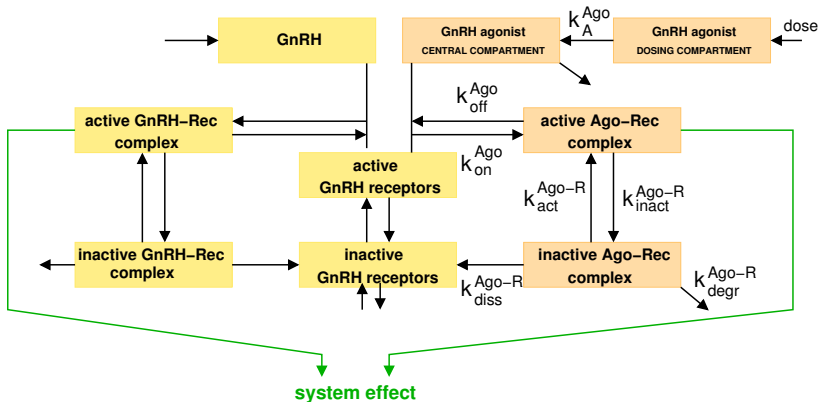 GnRH
GnRH agonist
CENTRAL COMPARTMENT
k_A^Ago
GnRH agonist
DOSING COMPARTMENT
dose
k_off^Ago
active GnRH−Rec
complex
active Ago−Rec
complex
k_on^Ago
active
GnRH receptors
k_act^Ago−R
k_inact^Ago−R
inactive GnRH−Rec
complex
inactive
GnRH receptors
inactive Ago−Rec
complex
k_diss^Ago−R
k_degr^Ago−R
system effect